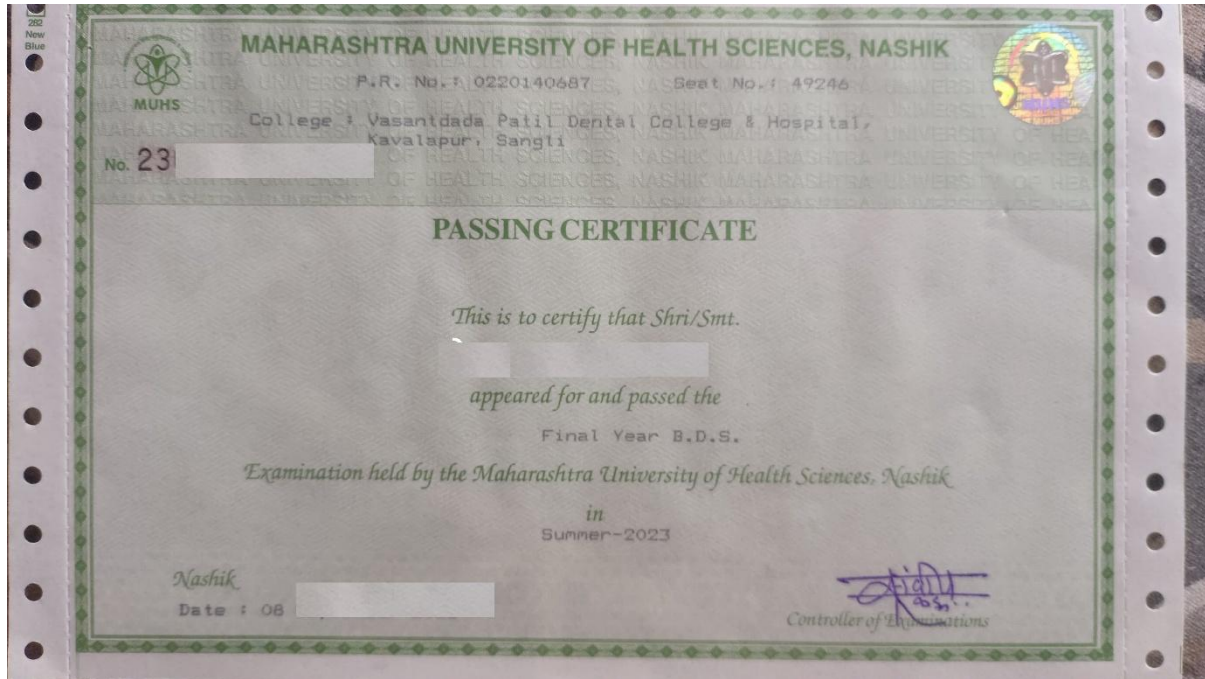 282
New
Blue
MUHS
MAHARASHTRA UNIVERSITY OF HEALTH SCIENCES, NASHIK
P.R. No.: 0220140687 Seat No.: 49246
College : Vasantdada Patil Dental College & Hospital,
Kavalapur, Sangli
No. 23
PASSING CERTIFICATE
This is to certify that Shri/Smt.
appeared for and passed the
Final Year B.D.S.
Examination held by the Maharashtra University of Health Sciences, Nashik
in
Summer-2023
Nashik
Date : 08
Controller of Examinations